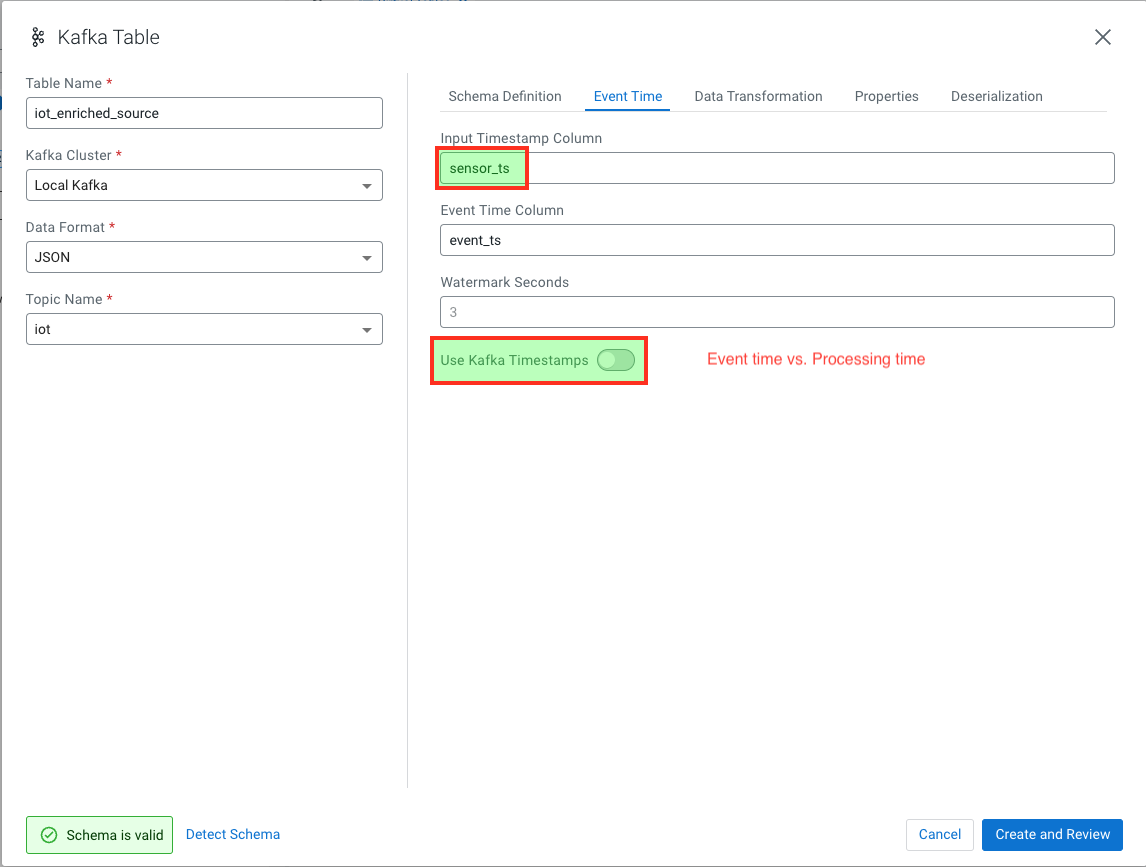 Kafka Table
Table Name *
iot_enriched_source
Kafka Cluster *
Local Kafka
Data Format *
JSON
Topic Name *
iot
Schema Definition
Event Time
Data Transformation
Properties
Deserialization
Input Timestamp Column
sensor_ts
Event Time Column
event_ts
Watermark Seconds
3
Use Kafka Timestamps
Event time vs. Processing time
Schema is valid
Detect Schema
Cancel
Create and Review